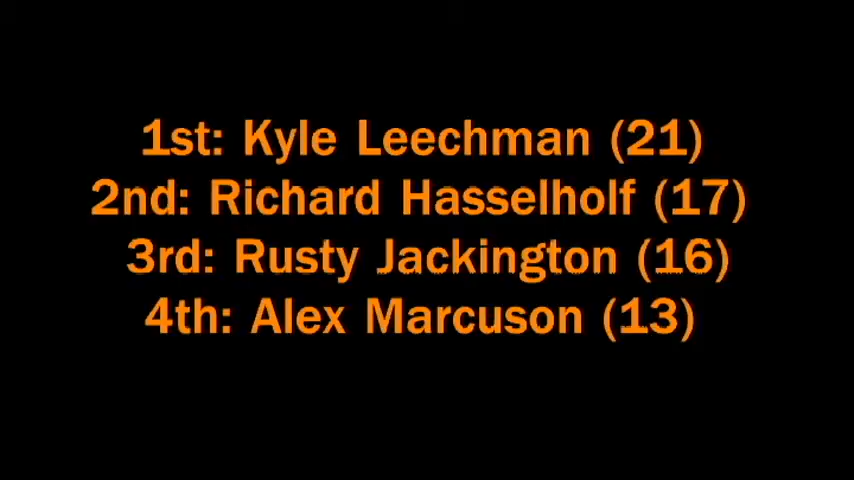 1st: Kyle Leechman (21)
2nd: Richard Hasselholf (17)
3rd: Rusty Jackington (16)
4th: Alex Marcuson (13)